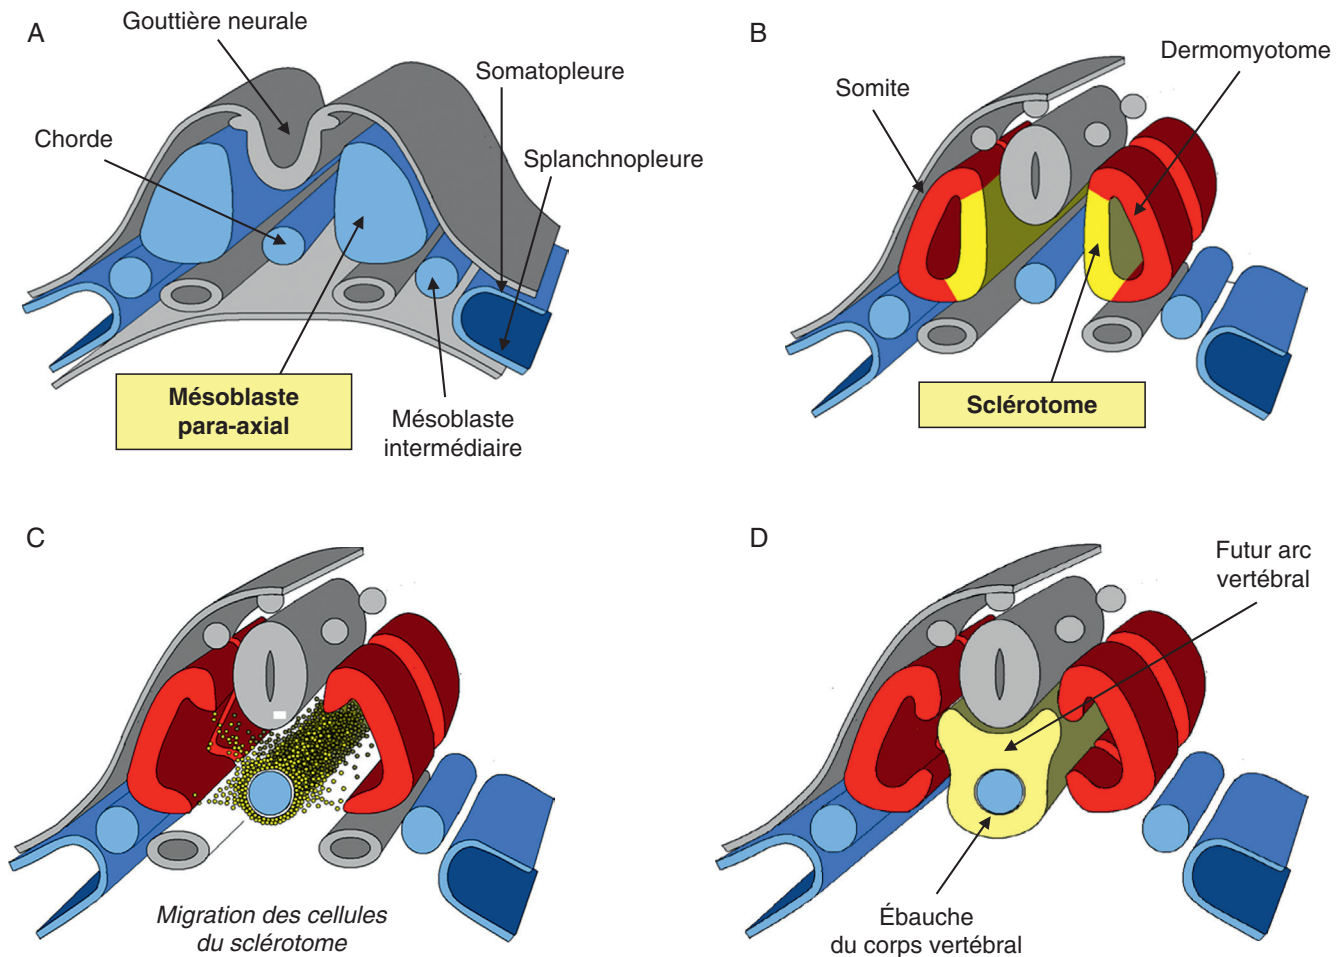 A
Gouttière neurale
Somatopleure
Chorde
Splanchnopleure
Mésoblaste
para-axial
Mésoblaste
intermédiaire
B
Dermomyotome
Somite
Sclérotome
C
Migration des cellules
du sclérotome
D
Futur arc
vertébral
Ébauche
du corps vertébral